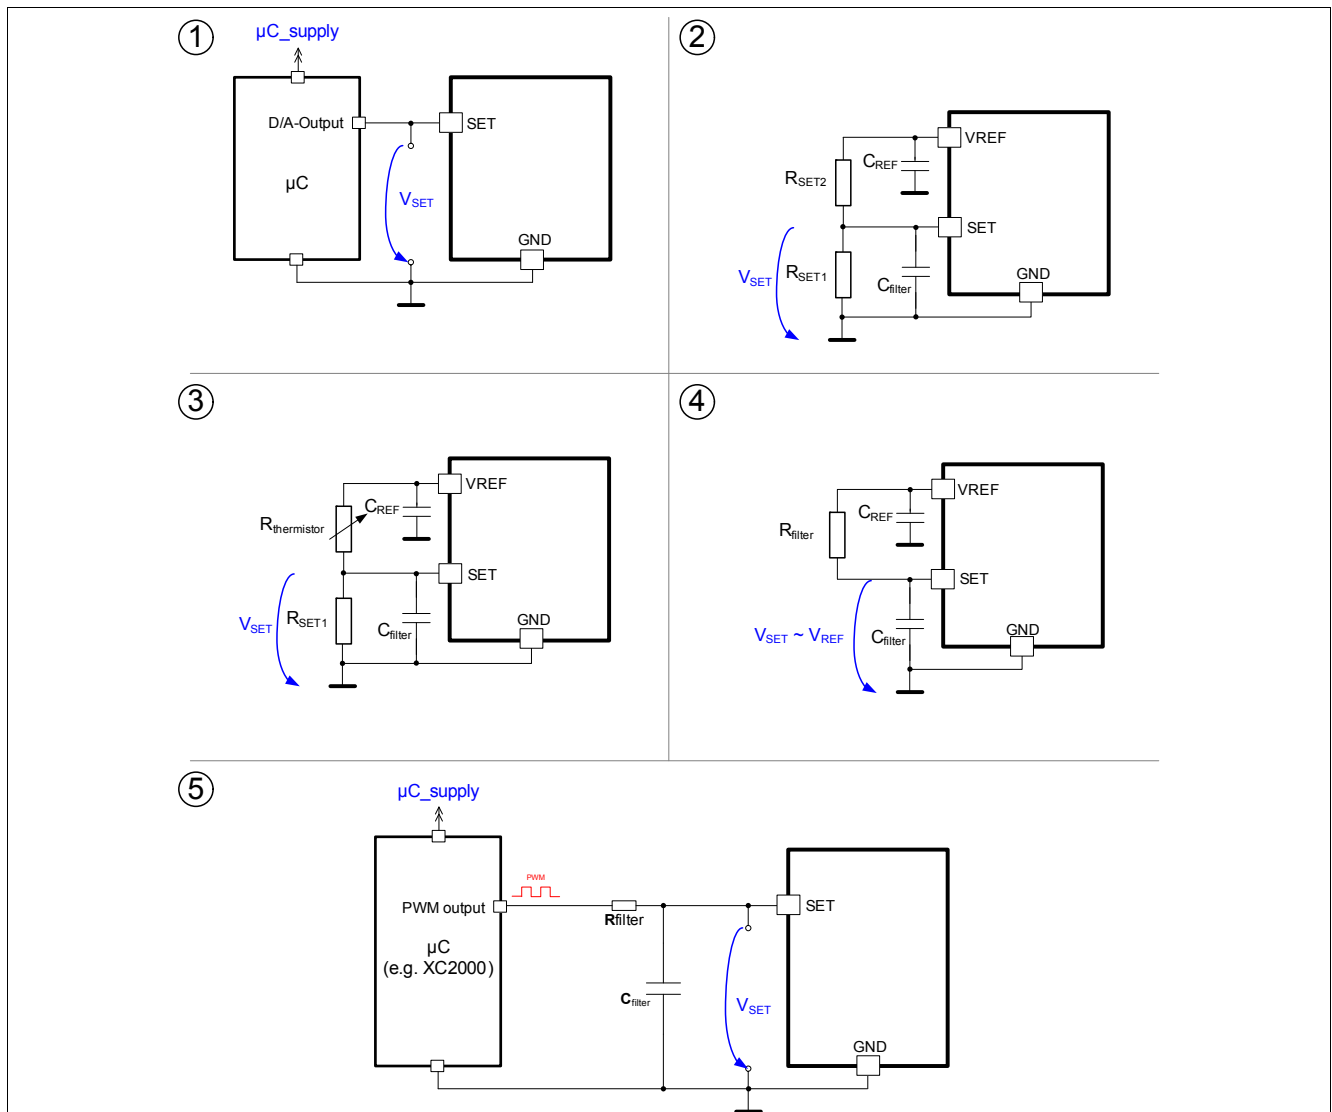 1
µC_supply
D/A-Output
SET
µC
VSET
GND
2
VREF
CREF
RSET2
SET
VSET
RSET1
Cfilter
GND
3
VREF
CREF
Rthermistor
SET
VSET
RSET1
Cfilter
GND
4
VREF
CREF
Rfilter
SET
VSET ~ VREF
Cfilter
GND
5
µC_supply
PWM
PWM output
Rfilter
SET
µC
(e.g. XC2000)
Cfilter
VSET
GND